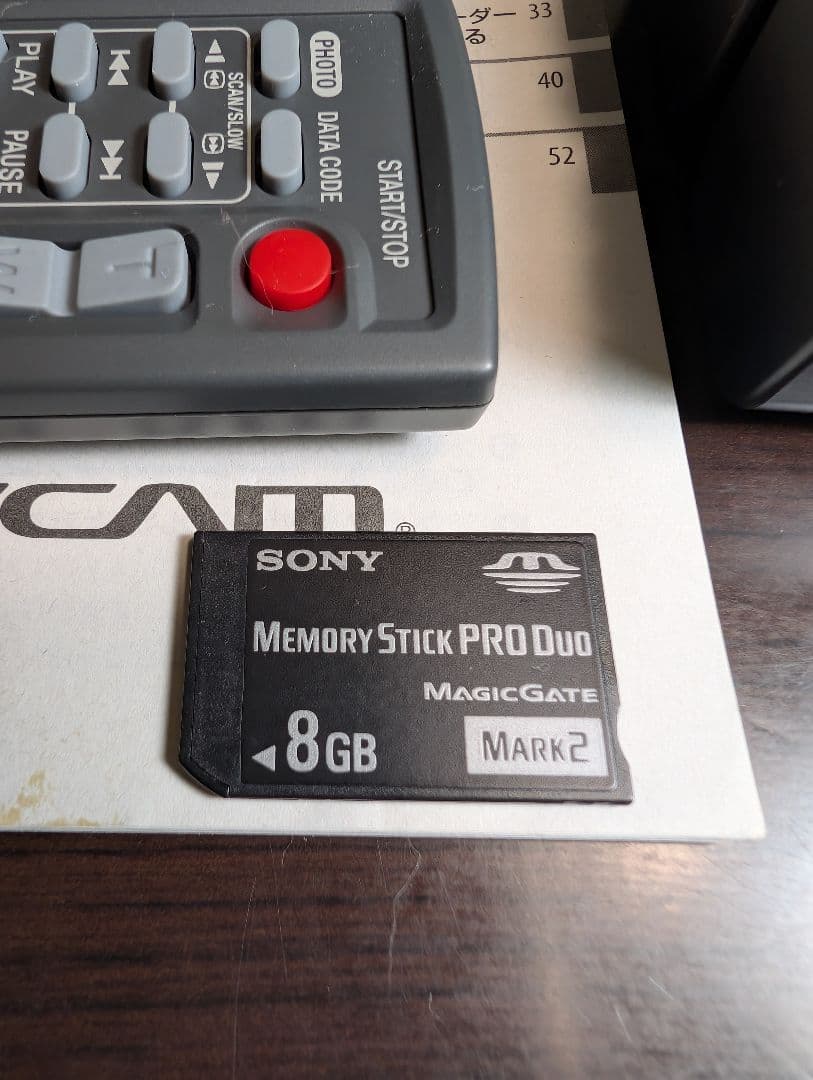 PLAY
PAUSE
SCAN/SLOW
PHOTO
DATA CODE
START/STOP
W
T
ーダー 33
る
40
52
YCAM®
SONY
MEMORY STICK PRO DUO
MAGICGATE
8GB
MARK2